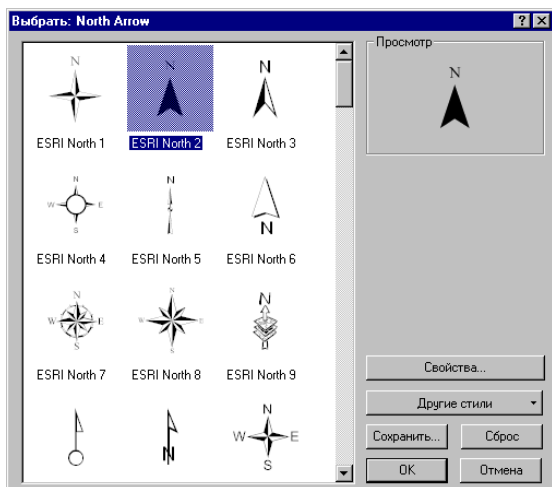 Выбрать: North Arrow
Просмотр
N
N
N
N
ESRI North 1
ESRI North 2
ESRI North 3
N
W E
S
N
N
ESRI North 4
ESRI North 5
ESRI North 6
N
W E
S
N
W E
S
N
ESRI North 7
ESRI North 8
ESRI North 9
N
N
W E
S
Свойства...
Другие стили
Сохранить...
Сброс
OK
Отмена